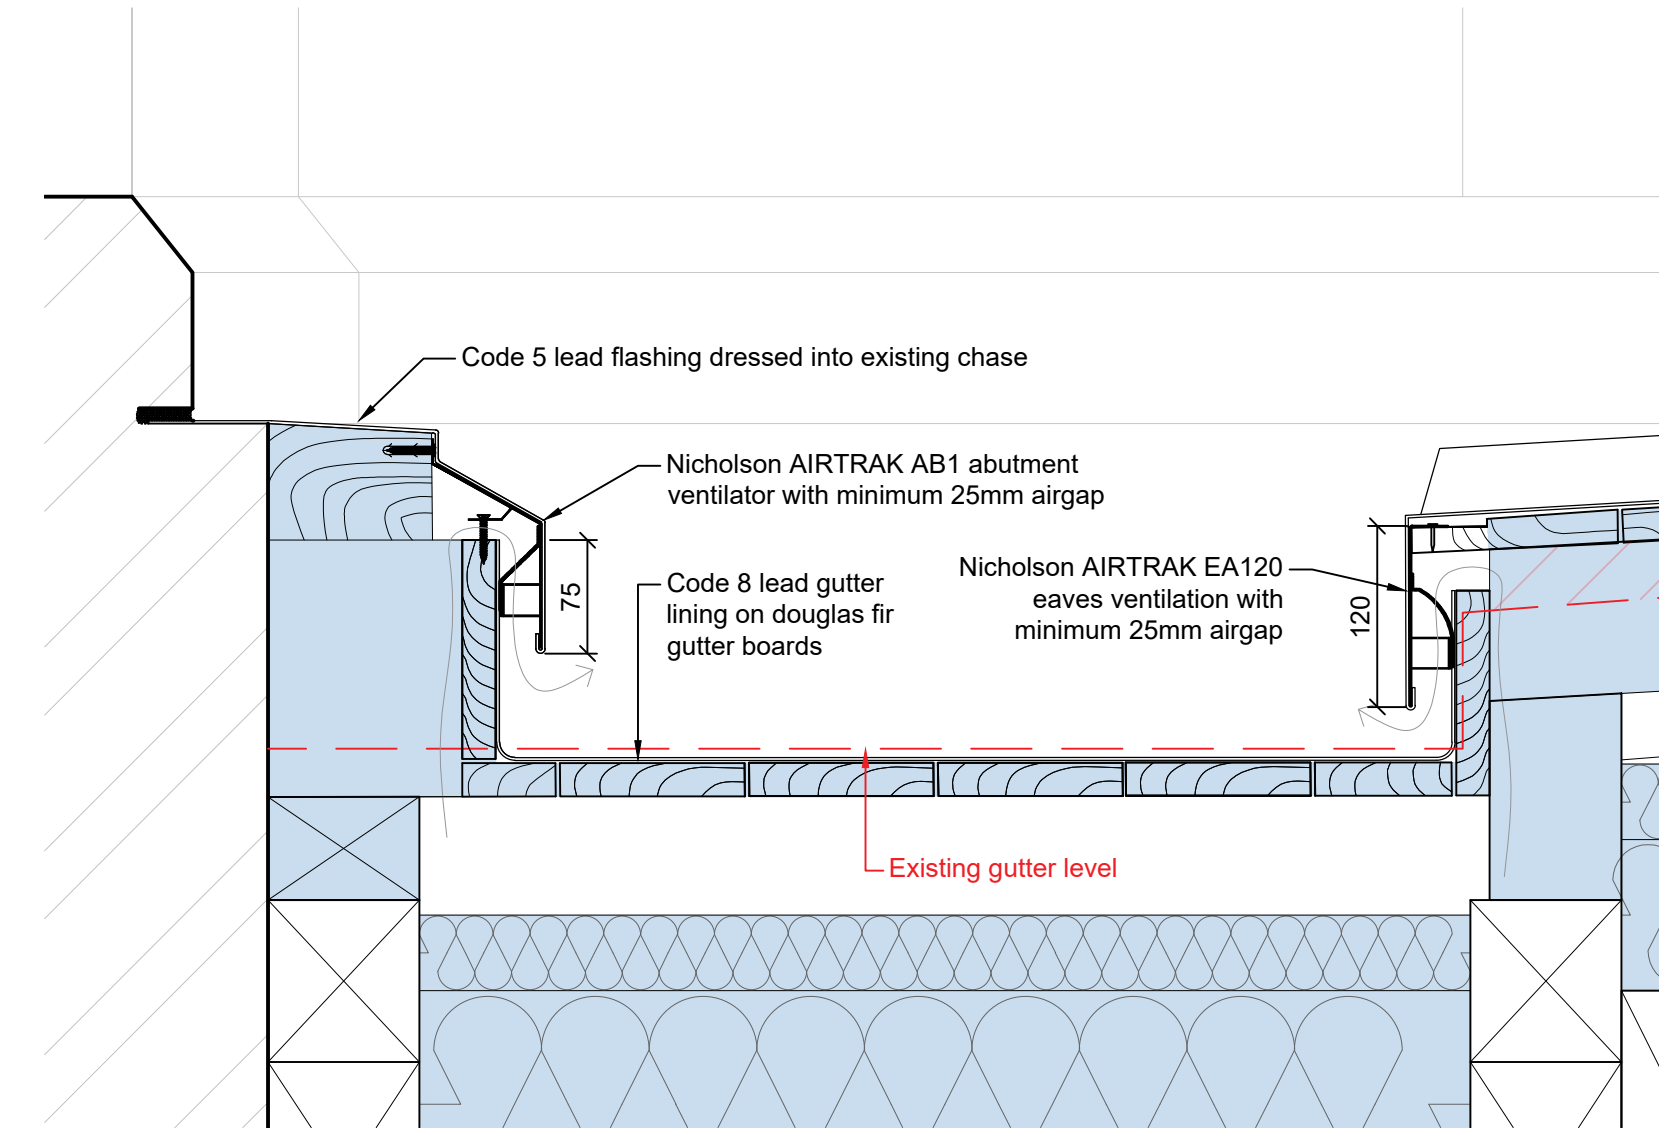 Code 5 lead flashing dressed into existing chase
Nicholson AIRTRAK AB1 abutment
ventilator with minimum 25mm airgap
Code 8 lead gutter
lining on douglas fir
gutter boards
75
Nicholson AIRTRAK EA120
eaves ventilation with
minimum 25mm airgap
120
Existing gutter level